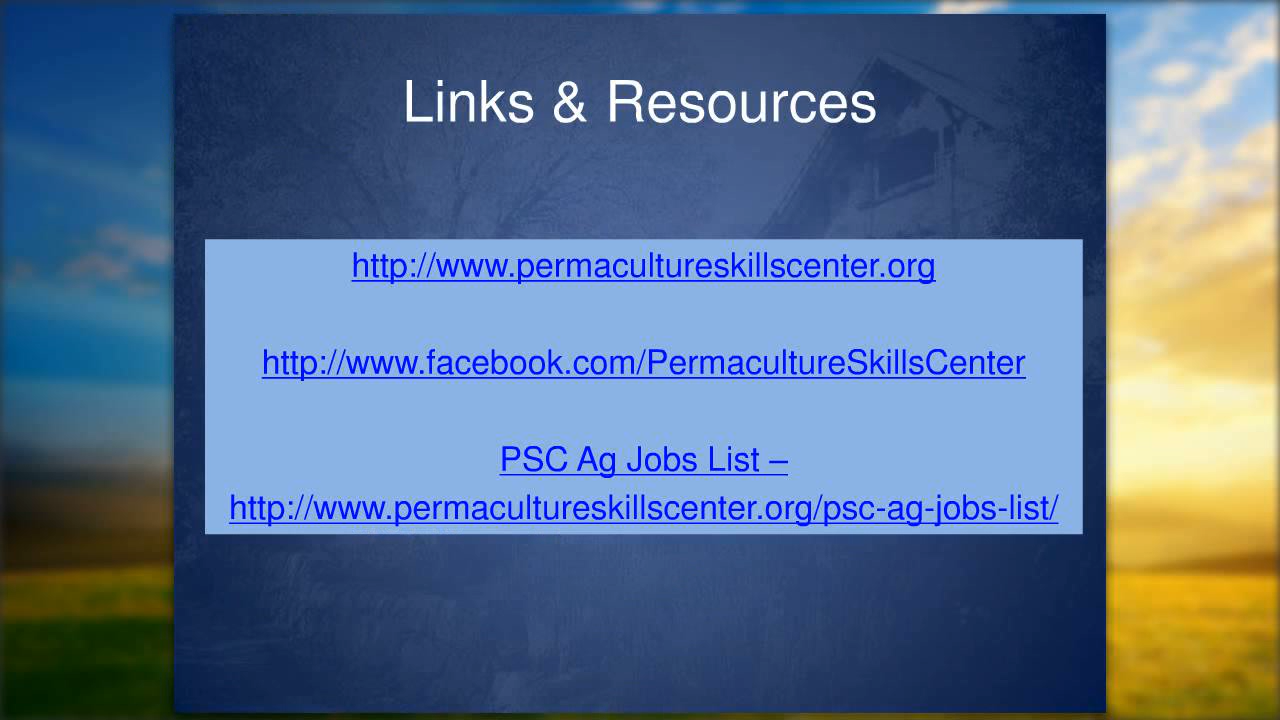 Links & Resources
http://www.permacultureskillscenter.org
http://www.facebook.com/PermacultureSkillsCenter
PSC Ag Jobs List –
http://www.permacultureskillscenter.org/psc-ag-jobs-list/